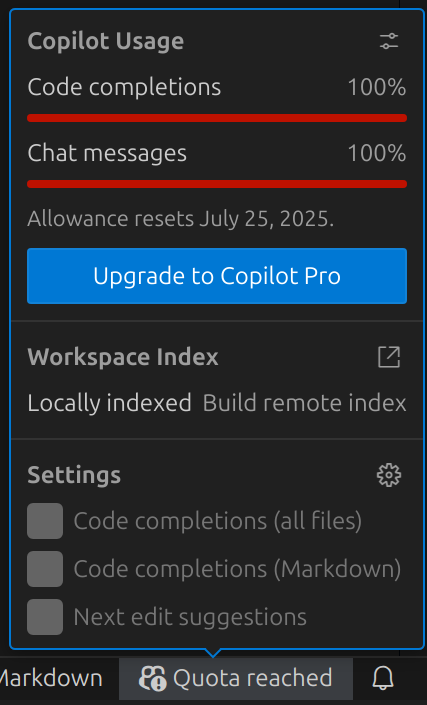 Copilot Usage
Code completions 100%
Chat messages 100%
Allowance resets July 25, 2025.
Upgrade to Copilot Pro
Workspace Index
Locally indexed Build remote index
Settings
Code completions (all files)
Code completions (Markdown)
Next edit suggestions
Markdown Quota reached